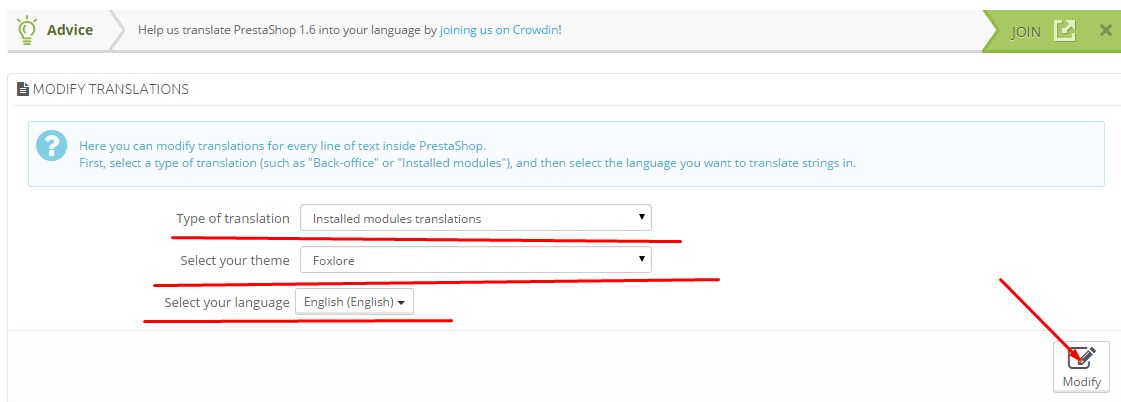 Advice
Help us translate PrestaShop 1.6 into your language by joining us on Crowdin!
JOIN
MODIFY TRANSLATIONS
Here you can modify translations for every line of text inside PrestaShop.
First, select a type of translation (such as "Back-office" or "Installed modules"), and then select the language you want to translate strings in.
Type of translation Installed modules translations
Select your theme Foxlore
Select your language English (English)
Modify